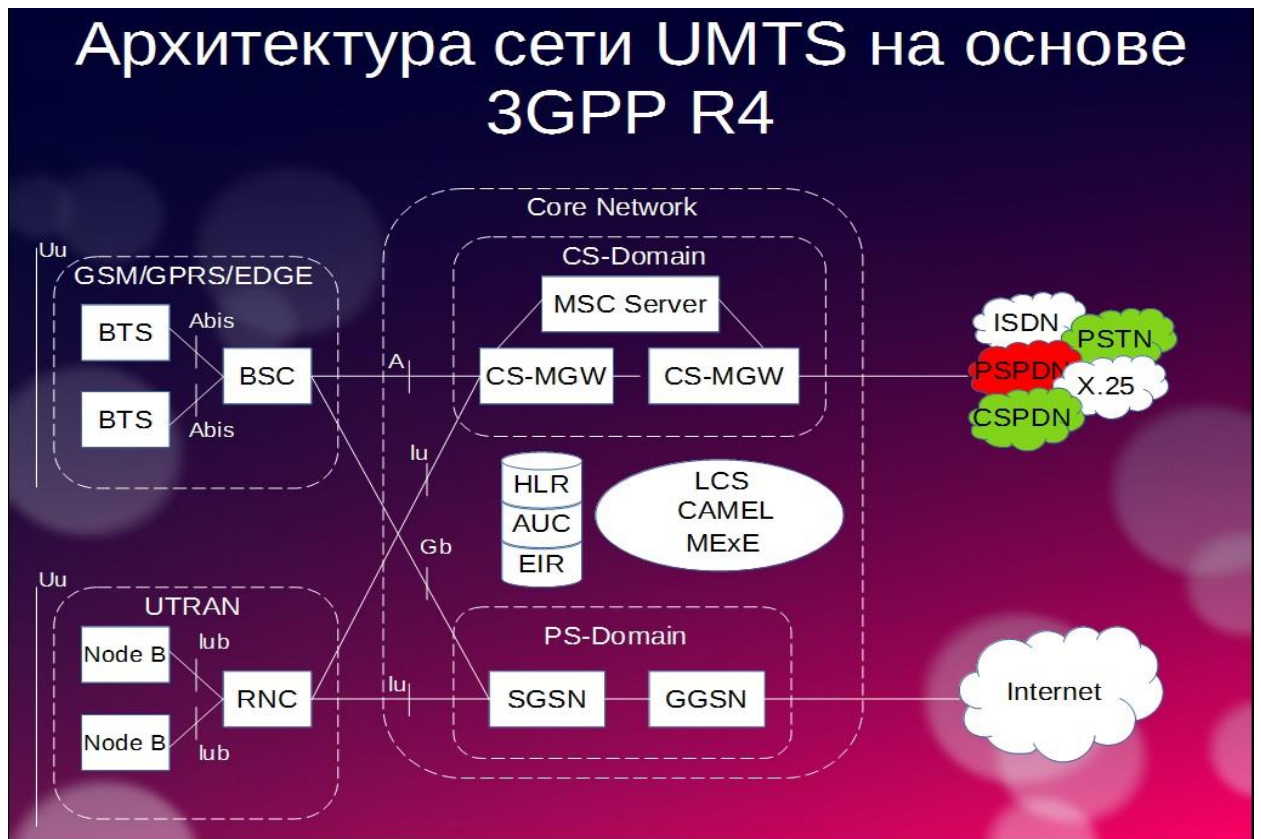 Архитектура сети UMTS на основе
3GPP R4
Core Network
Uu
GSM/GPRS/EDGE
BTS
Abis
BTS
Abis
BSC
A
CS-Domain
MSC Server
CS-MGW
CS-MGW
ISDN
PSTN
PSPDN
X.25
CSPDN
Iu
Gb
HLR
AUC
EIR
LCS
CAMEL
MExE
Uu
UTRAN
Node B
Iub
Node B
Iub
RNC
Iu
PS-Domain
SGSN
GGSN
Internet